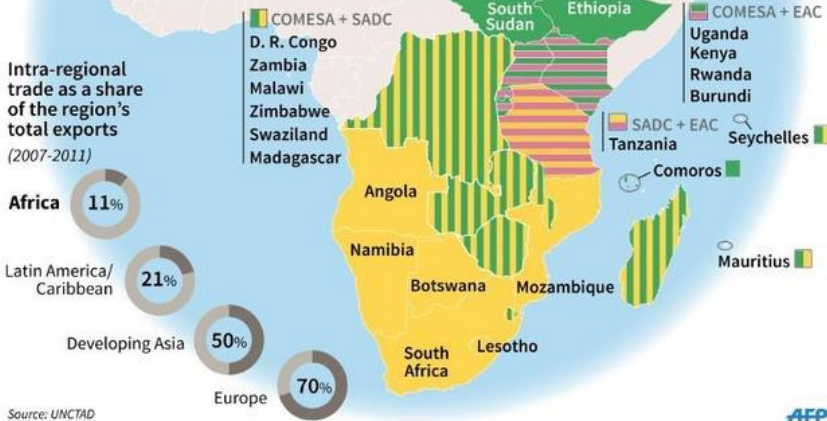 COMESA + SADC
D. R. Congo
Zambia
Malawi
Zimbabwe
Swaziland
Madagascar
South
Sudan
Ethiopia
COMESA + EAC
Uganda
Kenya
Rwanda
Burundi
SADC + EAC
Tanzania
Seychelles
Comoros
Mauritius
Angola
Namibia
Botswana
Mozambique
South
Africa
Lesotho
Intra-regional
trade as a share
of the region's
total exports
(2007-2011)
Africa
11%
Latin America/
Caribbean
21%
Developing Asia
50%
Europe
70%
Source: UNCTAD
AFP